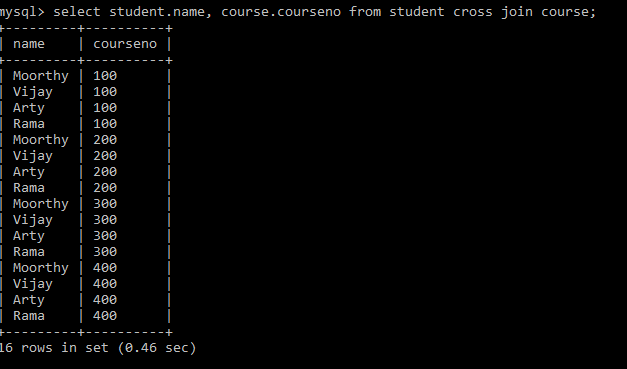 mysql> select student.name, course.courseno from student cross join course;
+---------+----------+
| name    | courseno |
+---------+----------+
| Moorthy | 100      |
| Vijay   | 100      |
| Arty    | 100      |
| Rama    | 100      |
| Moorthy | 200      |
| Vijay   | 200      |
| Arty    | 200      |
| Rama    | 200      |
| Moorthy | 300      |
| Vijay   | 300      |
| Arty    | 300      |
| Rama    | 300      |
| Moorthy | 400      |
| Vijay   | 400      |
| Arty    | 400      |
| Rama    | 400      |
+---------+----------+
16 rows in set (0.46 sec)